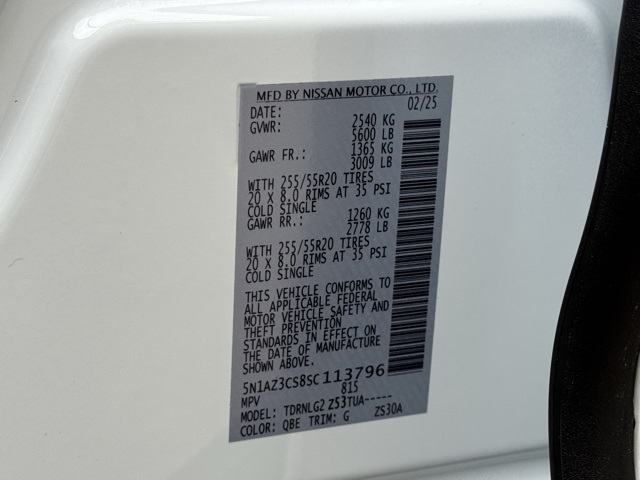 MFD BY NISSAN MOTOR CO., LTD.
DATE: 02/25
GVWR: 2540 KG
5600 LB
GAWR FR.: 1365 KG
3009 LB
WITH 255/55R20 TIRES
20 X 8.0 RIMS AT 35 PSI
COLD SINGLE
GAWR RR.: 1260 KG
2778 LB
WITH 255/55R20 TIRES
20 X 8.0 RIMS AT 35 PSI
COLD SINGLE
THIS VEHICLE CONFORMS TO
ALL APPLICABLE FEDERAL
MOTOR VEHICLE SAFETY AND
THEFT PREVENTION
STANDARDS IN EFFECT ON
THE DATE OF MANUFACTURE
SHOWN ABOVE.
5N1AZ3CS8SC113796
MPV 815
MODEL: TDRNLG2 ZS3TUA-----
COLOR: QBE TRIM: G ZS30A